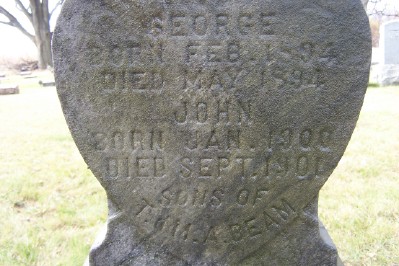 GEORGE
BORN FEB. 1894
DIED MAY 1894
JOHN
BORN JAN. 1900
DIED SEPT. 1901
SONS OF
A. BEAM